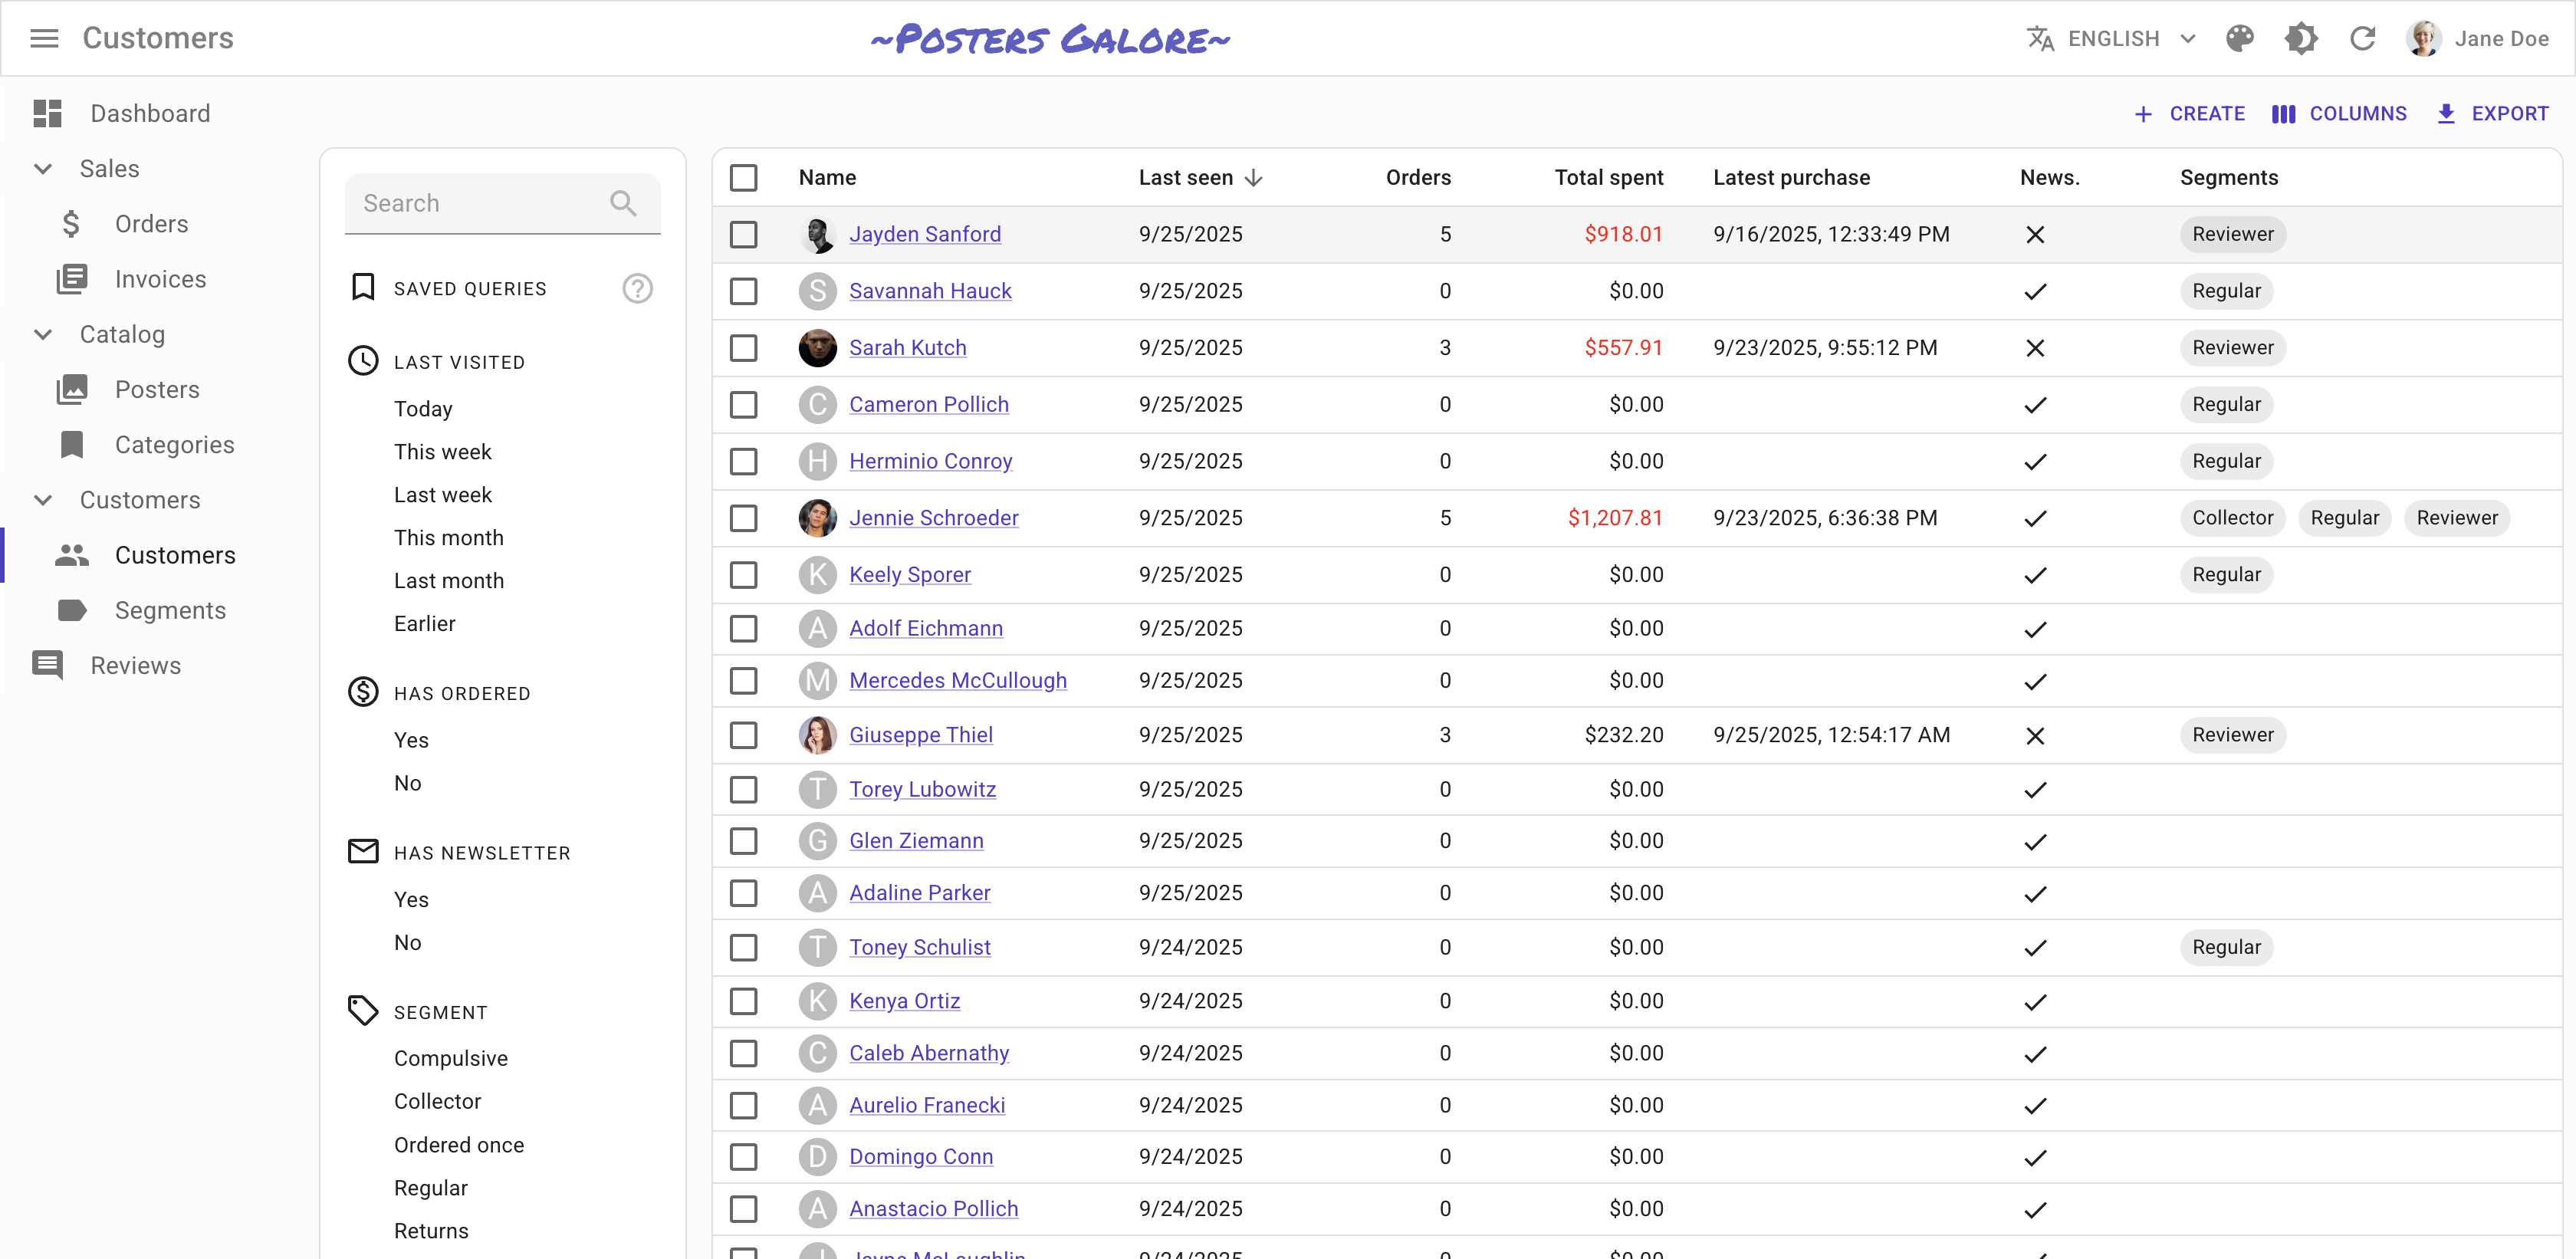 Customers
~Posters Galore~
ENGLISH
Jane Doe
Dashboard
Sales
Orders
Invoices
Catalog
Posters
Categories
Customers
Customers
Segments
Reviews
CREATE
COLUMNS
EXPORT
Search
SAVED QUERIES
LAST VISITED
Today
This week
Last week
This month
Last month
Earlier
HAS ORDERED
Yes
No
HAS NEWSLETTER
Yes
No
SEGMENT
Compulsive
Collector
Ordered once
Regular
Returns
Name Last seen Orders Total spent Latest purchase News. Segments
Jayden Sanford 9/25/2025 5 $918.01 9/16/2025, 12:33:49 PM Reviewer
S Savannah Hauck 9/25/2025 0 $0.00 Regular
Sarah Kutch 9/25/2025 3 $557.91 9/23/2025, 9:55:12 PM Reviewer
C Cameron Pollich 9/25/2025 0 $0.00 Regular
H Herminio Conroy 9/25/2025 0 $0.00 Regular
Jennie Schroeder 9/25/2025 5 $1,207.81 9/23/2025, 6:36:38 PM Collector Regular Reviewer
K Keely Sporer 9/25/2025 0 $0.00 Regular
A Adolf Eichmann 9/25/2025 0 $0.00
M Mercedes McCullough 9/25/2025 0 $0.00
Giuseppe Thiel 9/25/2025 3 $232.20 9/25/2025, 12:54:17 AM Reviewer
T Torey Lubowitz 9/25/2025 0 $0.00
G Glen Ziemann 9/25/2025 0 $0.00
A Adaline Parker 9/25/2025 0 $0.00
T Toney Schulist 9/24/2025 0 $0.00 Regular
K Kenya Ortiz 9/24/2025 0 $0.00
C Caleb Abernathy 9/24/2025 0 $0.00
A Aurelio Franecki 9/24/2025 0 $0.00
D Domingo Conn 9/24/2025 0 $0.00
A Anastacio Pollich 9/24/2025 0 $0.00